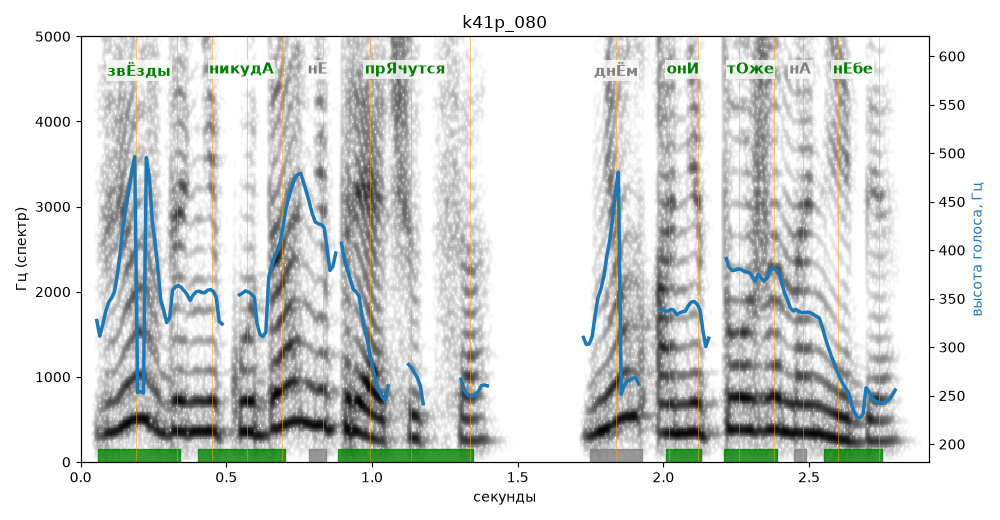 k41p_080
звЁзды никудА нЕ прЯчутся днЁм онИ тОже нА нЕбе
5000
4000
3000
2000
1000
0
Гц (спектр)
600
550
500
450
400
350
300
250
200
высота голоса, Гц
0.0 0.5 1.0 1.5 2.0 2.5
секунды